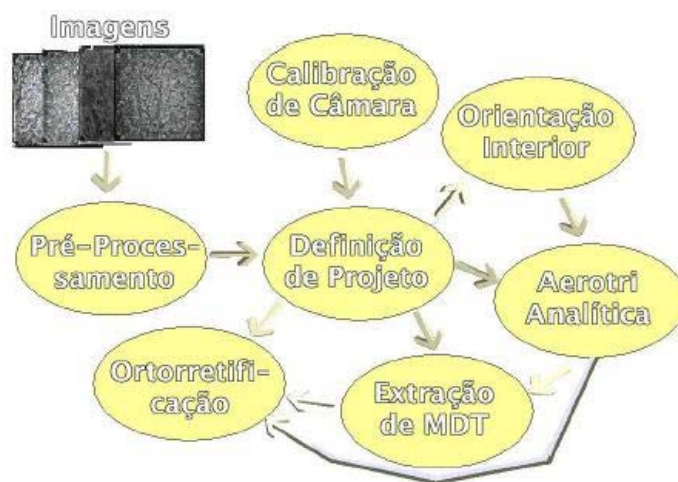 Imagens
Calibração
de Câmara
Orientação
Interior
Pré-Proces-
samento
Definição
de Projeto
Aerotri
Analítica
Ortorretifi-
cação
Extração
de MDT